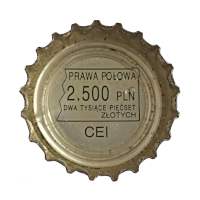 PRAWA POŁOWA
2.500 PLN
DWA TYSIĄCE PIĘĆSET
ZŁOTYCH
CEI